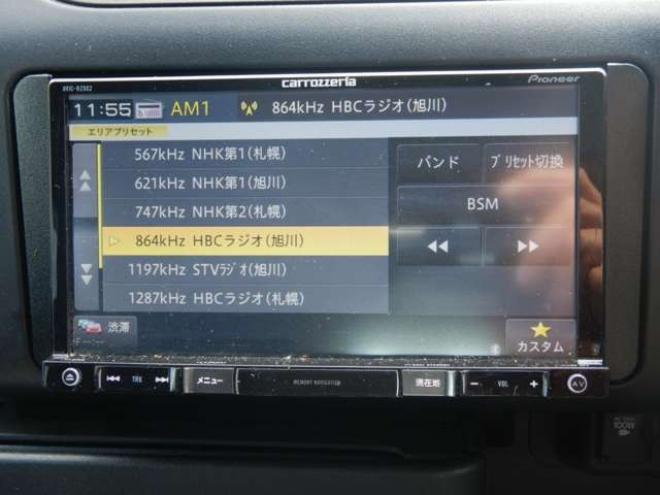 AVIC-RZ502
carrozzeria
Pioneer
11:55 AM1 864kHz HBCラジオ(旭川)
エリアプリセット
567kHz NHK第1(札幌)
621kHz NHK第1(旭川)
747kHz NHK第2(札幌)
864kHz HBCラジオ(旭川)
1197kHz STVラジオ(旭川)
1287kHz HBCラジオ(札幌)
バンド
プリセット切換
BSM
渋滞
カスタム
TRK
メニュー
MEMORY NAVIGATION
現在地
− VOL +
AV